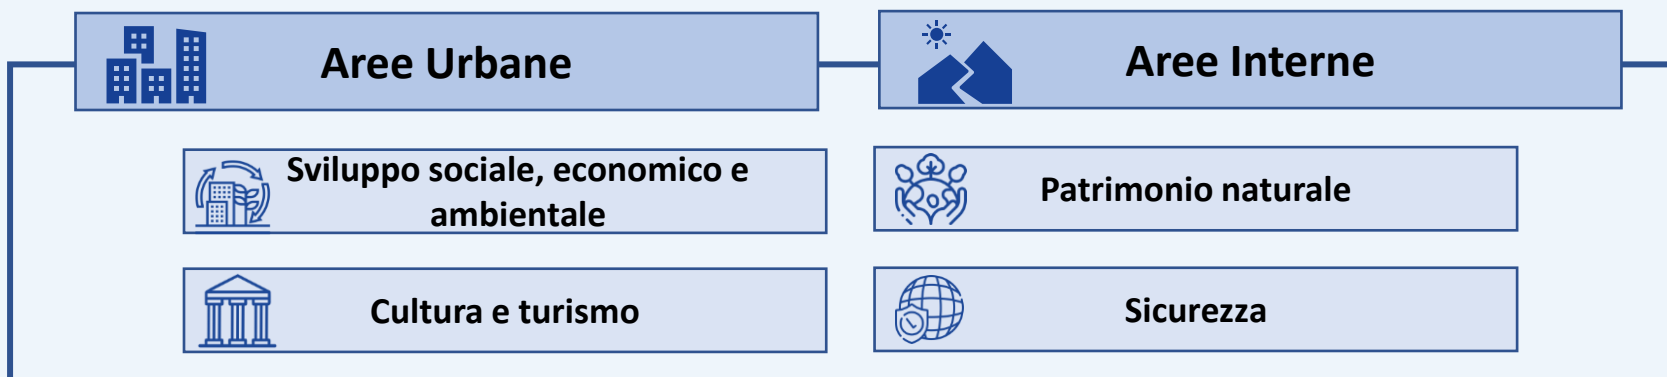 Aree Urbane
Aree Interne
Sviluppo sociale, economico e
ambientale
Patrimonio naturale
Cultura e turismo
Sicurezza